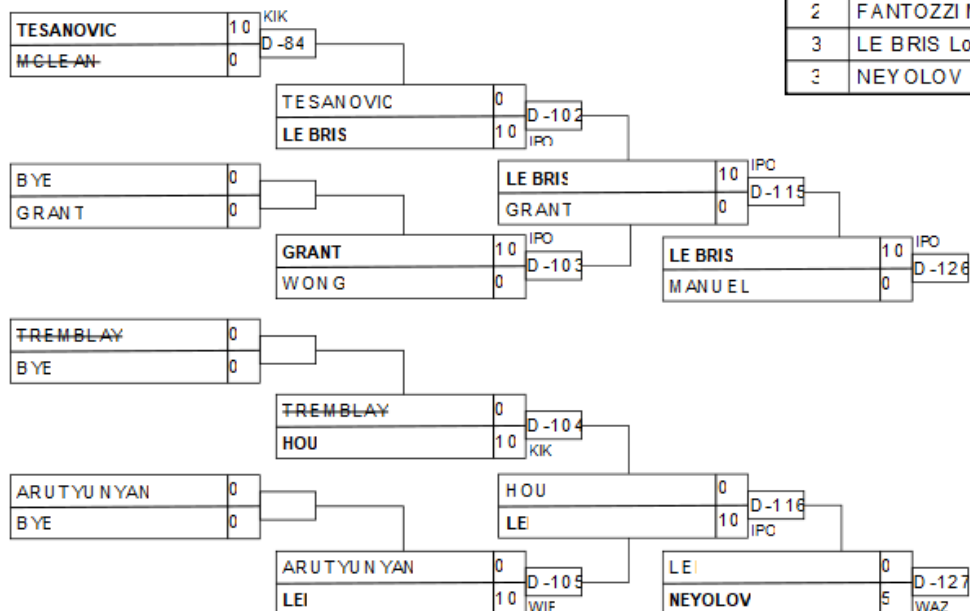 2 FANTOZZI
3 LE BRIS Lo
3 NEYOLOV
TESANOVIC 10 KIK
D-84
MCLEAN 0
TESANOVIC 0
D-102
LE BRIS 10 IPO
BYE 0
GRANT 0
LE BRIS 10 IPO
D-115
GRANT 0
GRANT 10 IPO
D-103
WONG 0
LE BRIS 10 IPO
D-126
MANUEL 0
TREMBLAY 0
BYE 0
TREMBLAY 0
D-104
HOU 10 KIK
ARUTYUNYAN 0
BYE 0
HOU 0
D-116
LEI 10 IPO
ARUTYUNYAN 0
D-105
LEI 10
LEI 0
D-127
NEYOLOV 5 WAZ